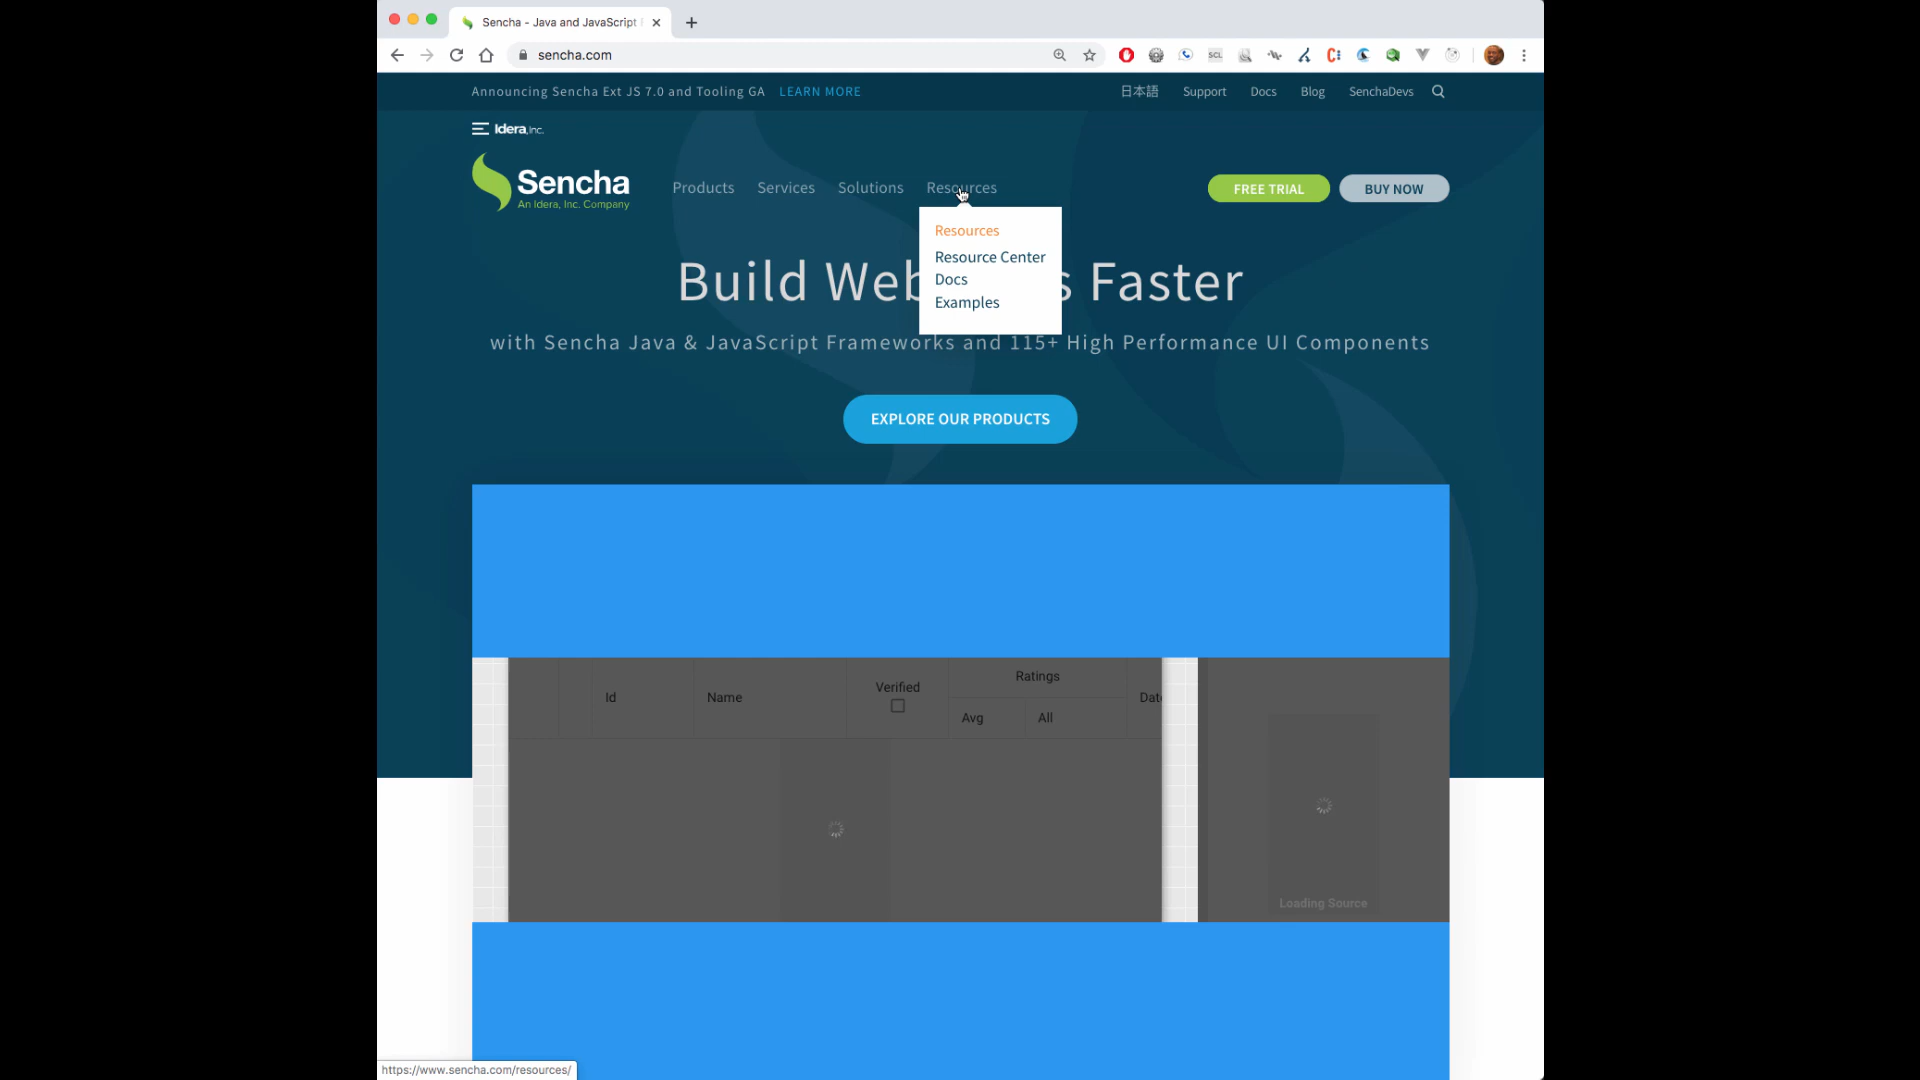 Sencha - Java and JavaScript
sencha.com
SCL
Announcing Sencha Ext JS 7.0 and Tooling GA LEARN MORE
日本語 Support Docs Blog SenchaDevs
Idera, Inc.
Sencha
An Idera, Inc. Company
Products Services Solutions Resources
FREE TRIAL
BUY NOW
Resources
Resource Center
Docs
Examples
Build Web s Faster
with Sencha Java & JavaScript Frameworks and 115+ High Performance UI Components
EXPLORE OUR PRODUCTS
Id Name Verified Ratings
Avg All
Date
Loading Source
https://www.sencha.com/resources/